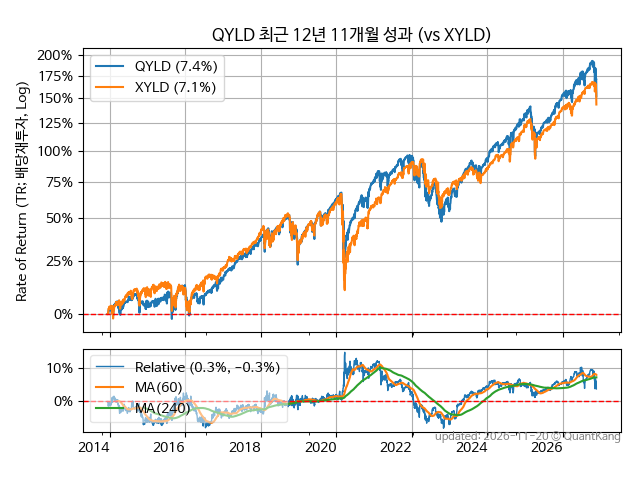 QYLD 최근 12년 11개월 성과 (vs XYLD)
Rate of Return (TR: 배당재투자, Log)
200%
175%
150%
125%
100%
75%
50%
25%
0%
QYLD (7.4%)
XYLD (7.1%)
10%
0%
Relative (0.3%, -0.3%)
MA(60)
MA(240)
2014 2016 2018 2020 2022 2024 2026
updated: 2026-11-20 © QuantKang